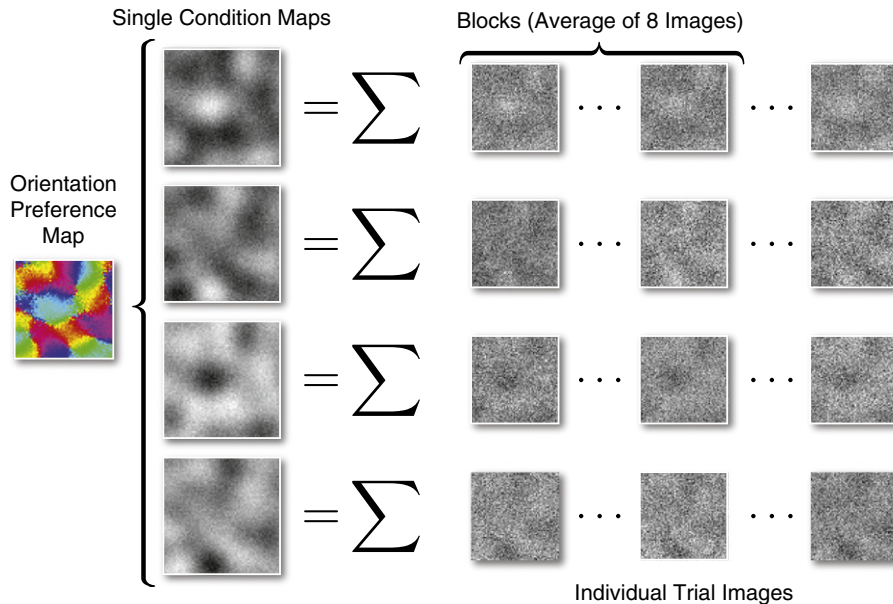 Single Condition Maps
Blocks (Average of 8 Images)
Orientation
Preference
Map
= ∑ · · · · · ·
= ∑ · · · · · ·
= ∑ · · · · · ·
= ∑ · · · · · ·
Individual Trial Images